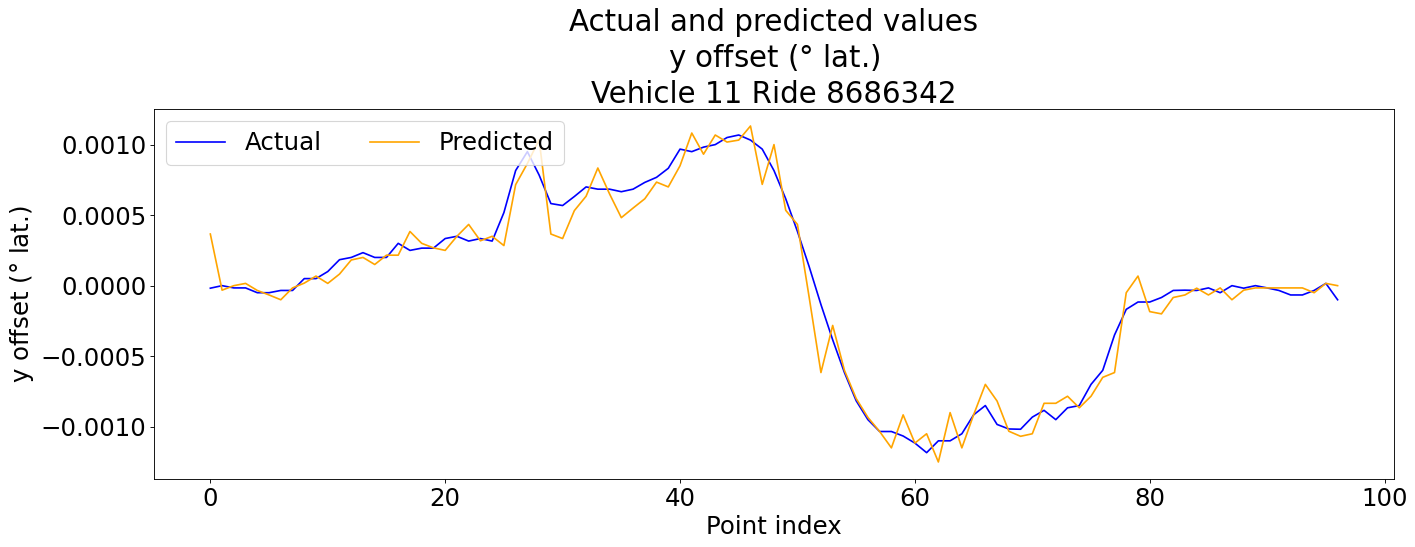 Actual and predicted values
y offset (° lat.)
Vehicle 11 Ride 8686342
Actual
Predicted
0.0010
0.0005
0.0000
−0.0005
−0.0010
y offset (° lat.)
0
20
40
60
80
100
Point index